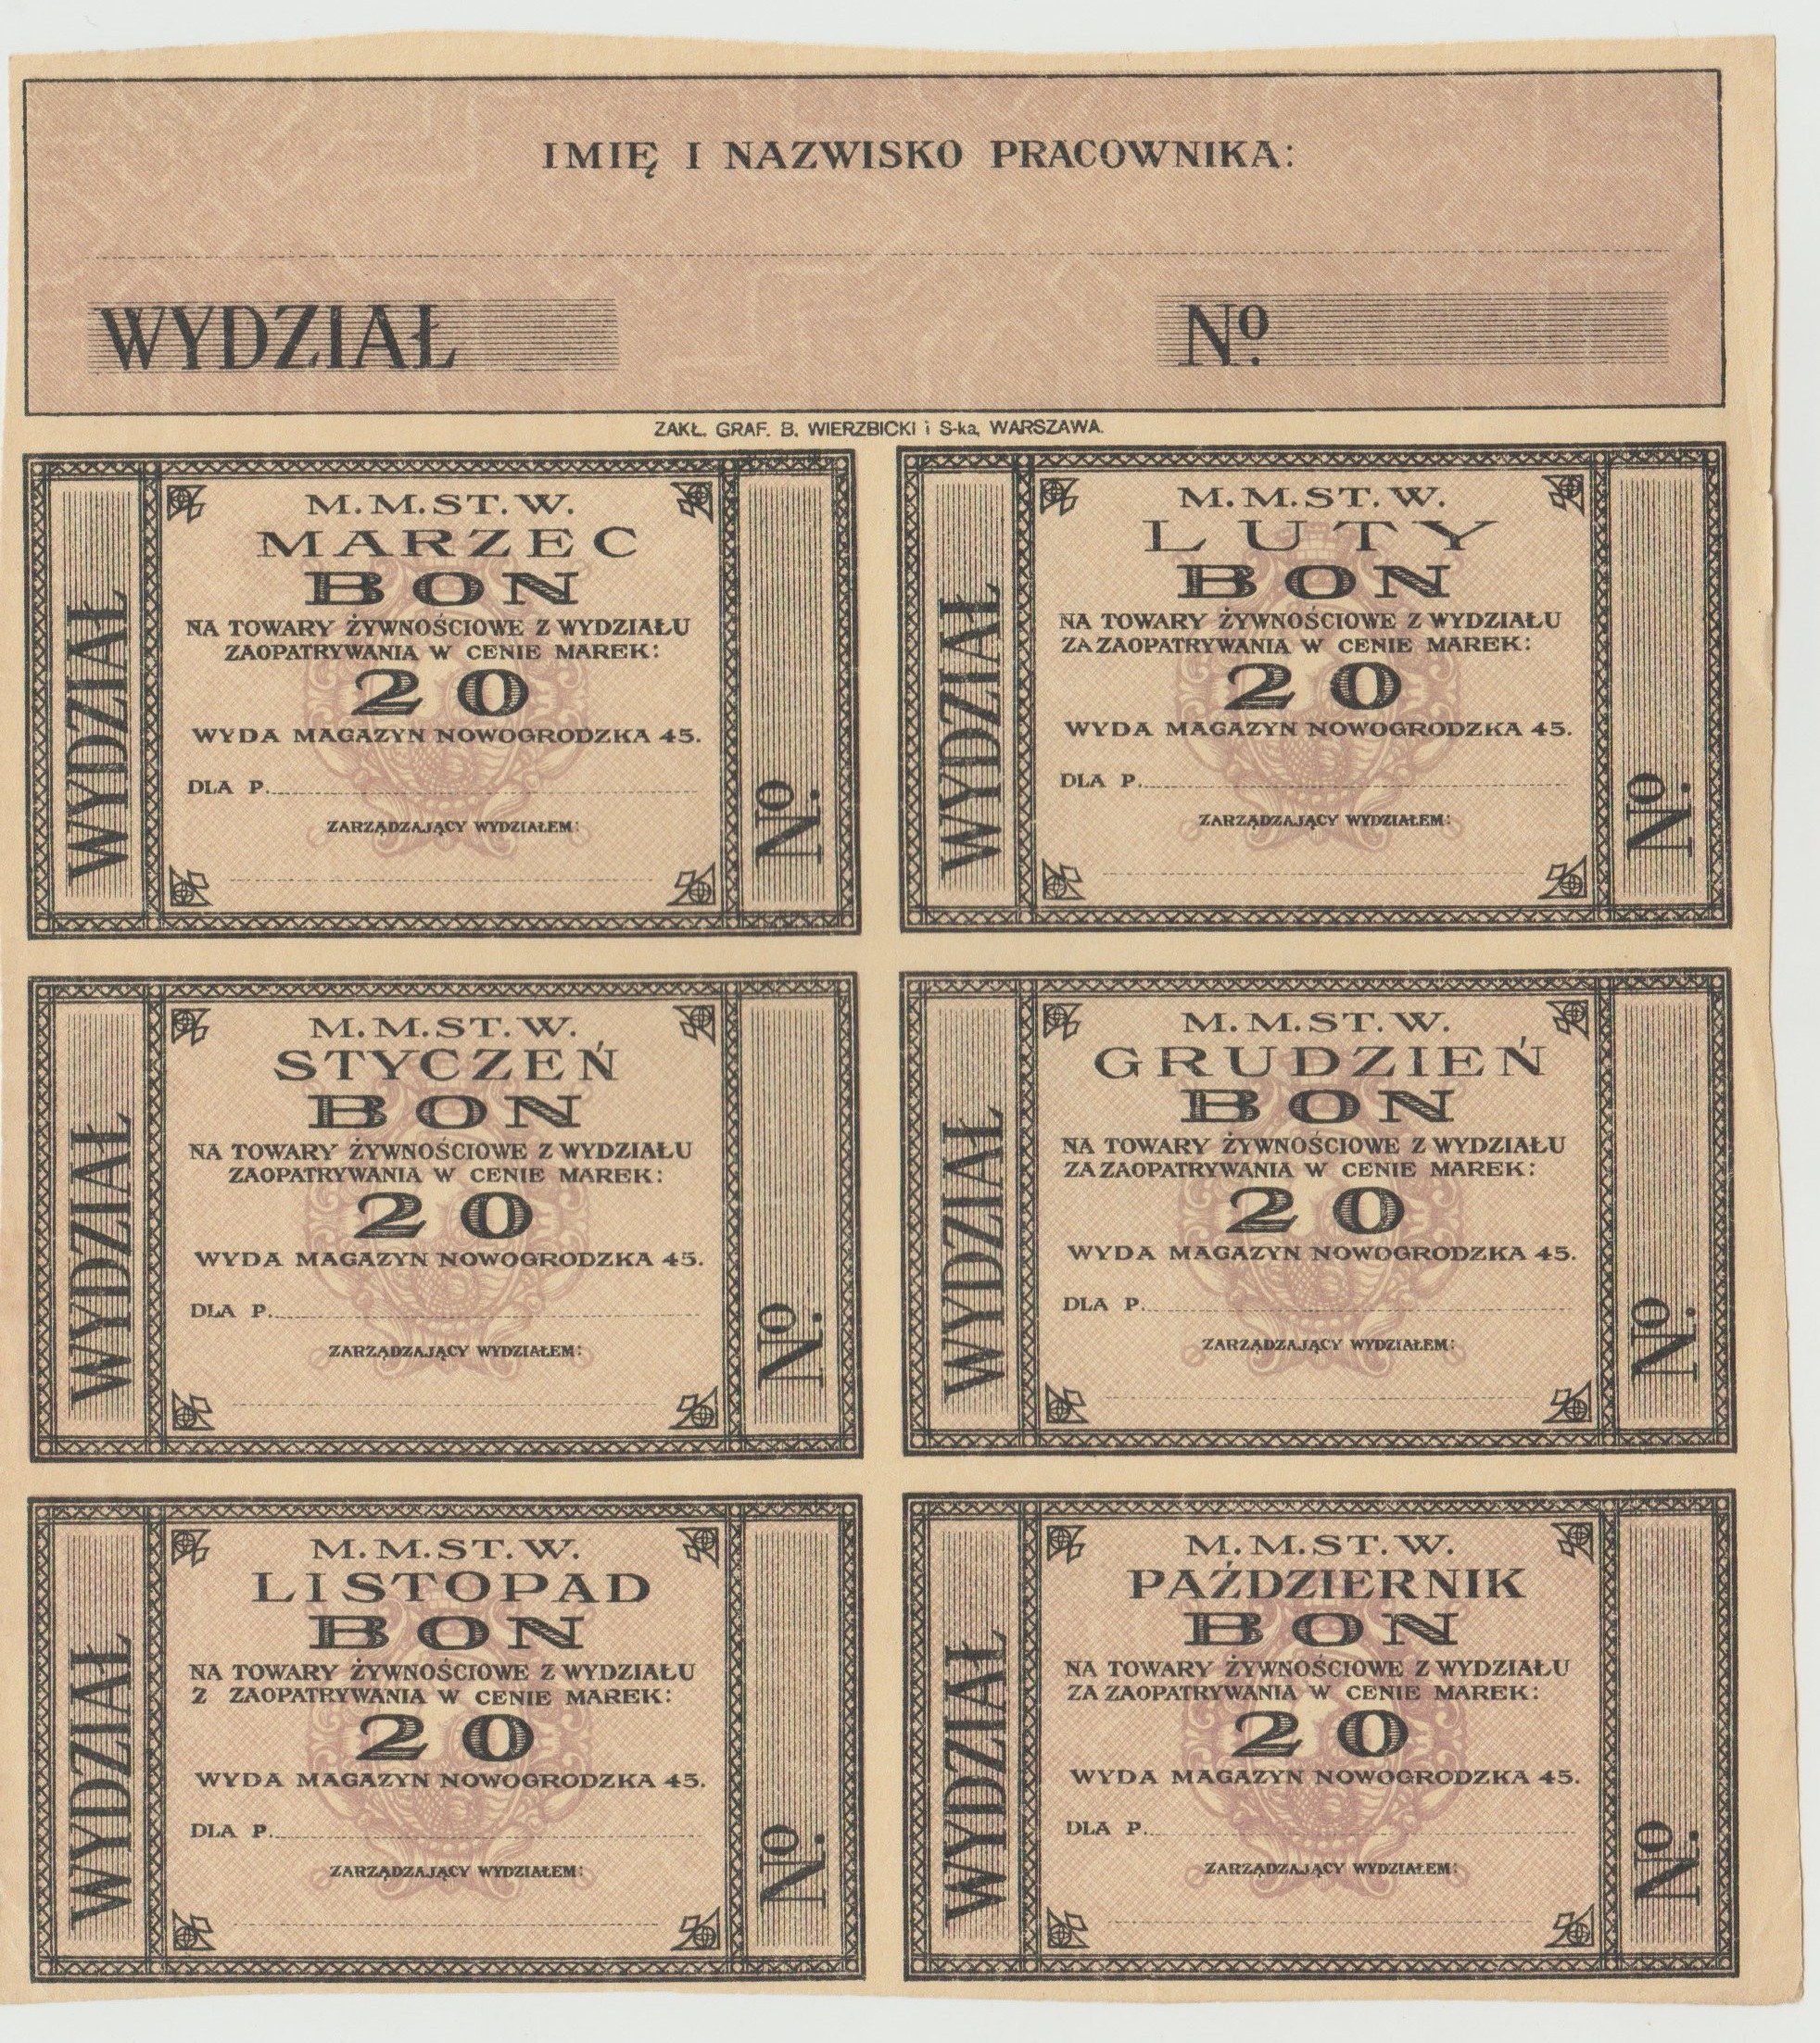 IMIĘ I NAZWISKO PRACOWNIKA:
WYDZIAŁ
No.
ZAKŁ. GRAF. B. WIERZBICKI i S-ka, WARSZAWA.
WYDZIAŁ
M.M.ST.W.
MARZEC
BON
NA TOWARY ŻYWNOŚCIOWE Z WYDZIAŁU
ZAOPATRYWANIA W CENIE MAREK:
20
WYDA MAGAZYN NOWOGRODZKA 45.
DLA P.
ZARZĄDZAJĄCY WYDZIAŁEM:
No.
WYDZIAŁ
M.M.ST.W.
LUTY
BON
NA TOWARY ŻYWNOŚCIOWE Z WYDZIAŁU
ZA ZAOPATRYWANIA W CENIE MAREK:
20
WYDA MAGAZYN NOWOGRODZKA 45.
DLA P.
ZARZĄDZAJĄCY WYDZIAŁEM:
No.
WYDZIAŁ
M.M.ST.W.
STYCZEŃ
BON
NA TOWARY ŻYWNOŚCIOWE Z WYDZIAŁU
ZAOPATRYWANIA W CENIE MAREK:
20
WYDA MAGAZYN NOWOGRODZKA 45.
DLA P.
ZARZĄDZAJĄCY WYDZIAŁEM:
No.
WYDZIAŁ
M.M.ST.W.
GRUDZIEŃ
BON
NA TOWARY ŻYWNOŚCIOWE Z WYDZIAŁU
ZA ZAOPATRYWANIA W CENIE MAREK:
20
WYDA MAGAZYN NOWOGRODZKA 45.
DLA P.
ZARZĄDZAJĄCY WYDZIAŁEM:
No.
WYDZIAŁ
M.M.ST.W.
LISTOPAD
BON
NA TOWARY ŻYWNOŚCIOWE Z WYDZIAŁU
Z ZAOPATRYWANIA W CENIE MAREK:
20
WYDA MAGAZYN NOWOGRODZKA 45.
DLA P.
ZARZĄDZAJĄCY WYDZIAŁEM:
No.
WYDZIAŁ
M.M.ST.W.
PAŹDZIERNIK
BON
NA TOWARY ŻYWNOŚCIOWE Z WYDZIAŁU
ZA ZAOPATRYWANIA W CENIE MAREK:
20
WYDA MAGAZYN NOWOGRODZKA 45.
DLA P.
ZARZĄDZAJĄCY WYDZIAŁEM:
No.